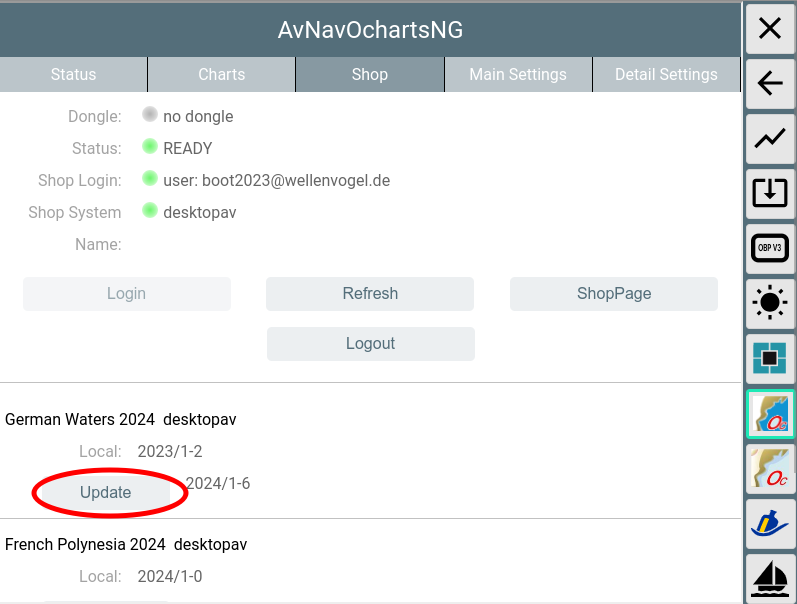 AvNavOchartsNG
Status Charts Shop Main Settings Detail Settings
Dongle: no dongle
Status: READY
Shop Login: user: boot2023@wellenvogel.de
Shop System desktopav
Name:
Login Refresh ShopPage
Logout
OBP V3
German Waters 2024 desktopav
Local: 2023/1-2
Update 2024/1-6
French Polynesia 2024 desktopav
Local: 2024/1-0
Oc